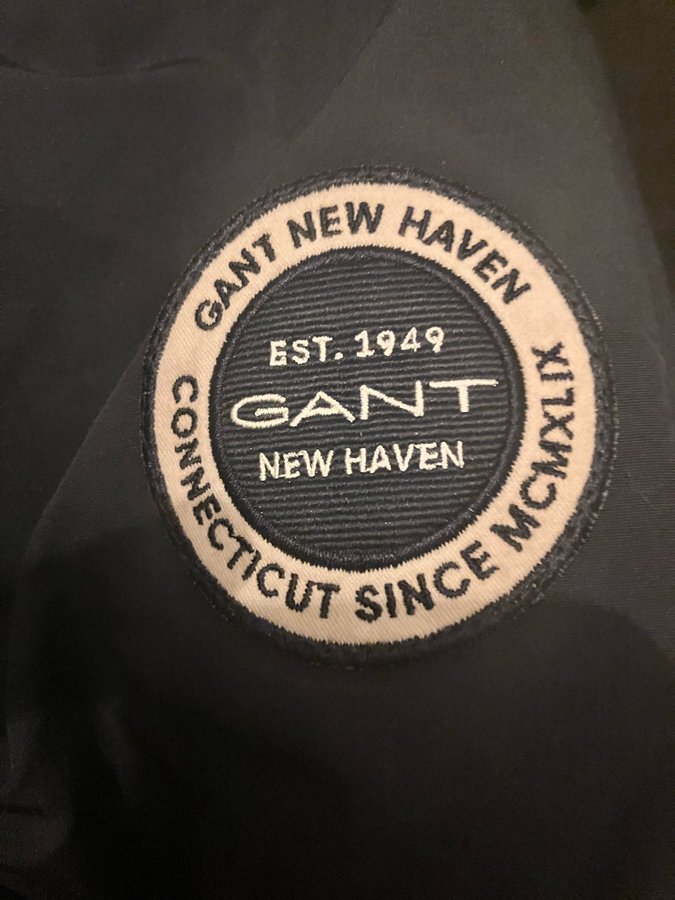 GANT NEW HAVEN
EST. 1949
GANT
NEW HAVEN
CONNECTICUT SINCE MCMXLIX